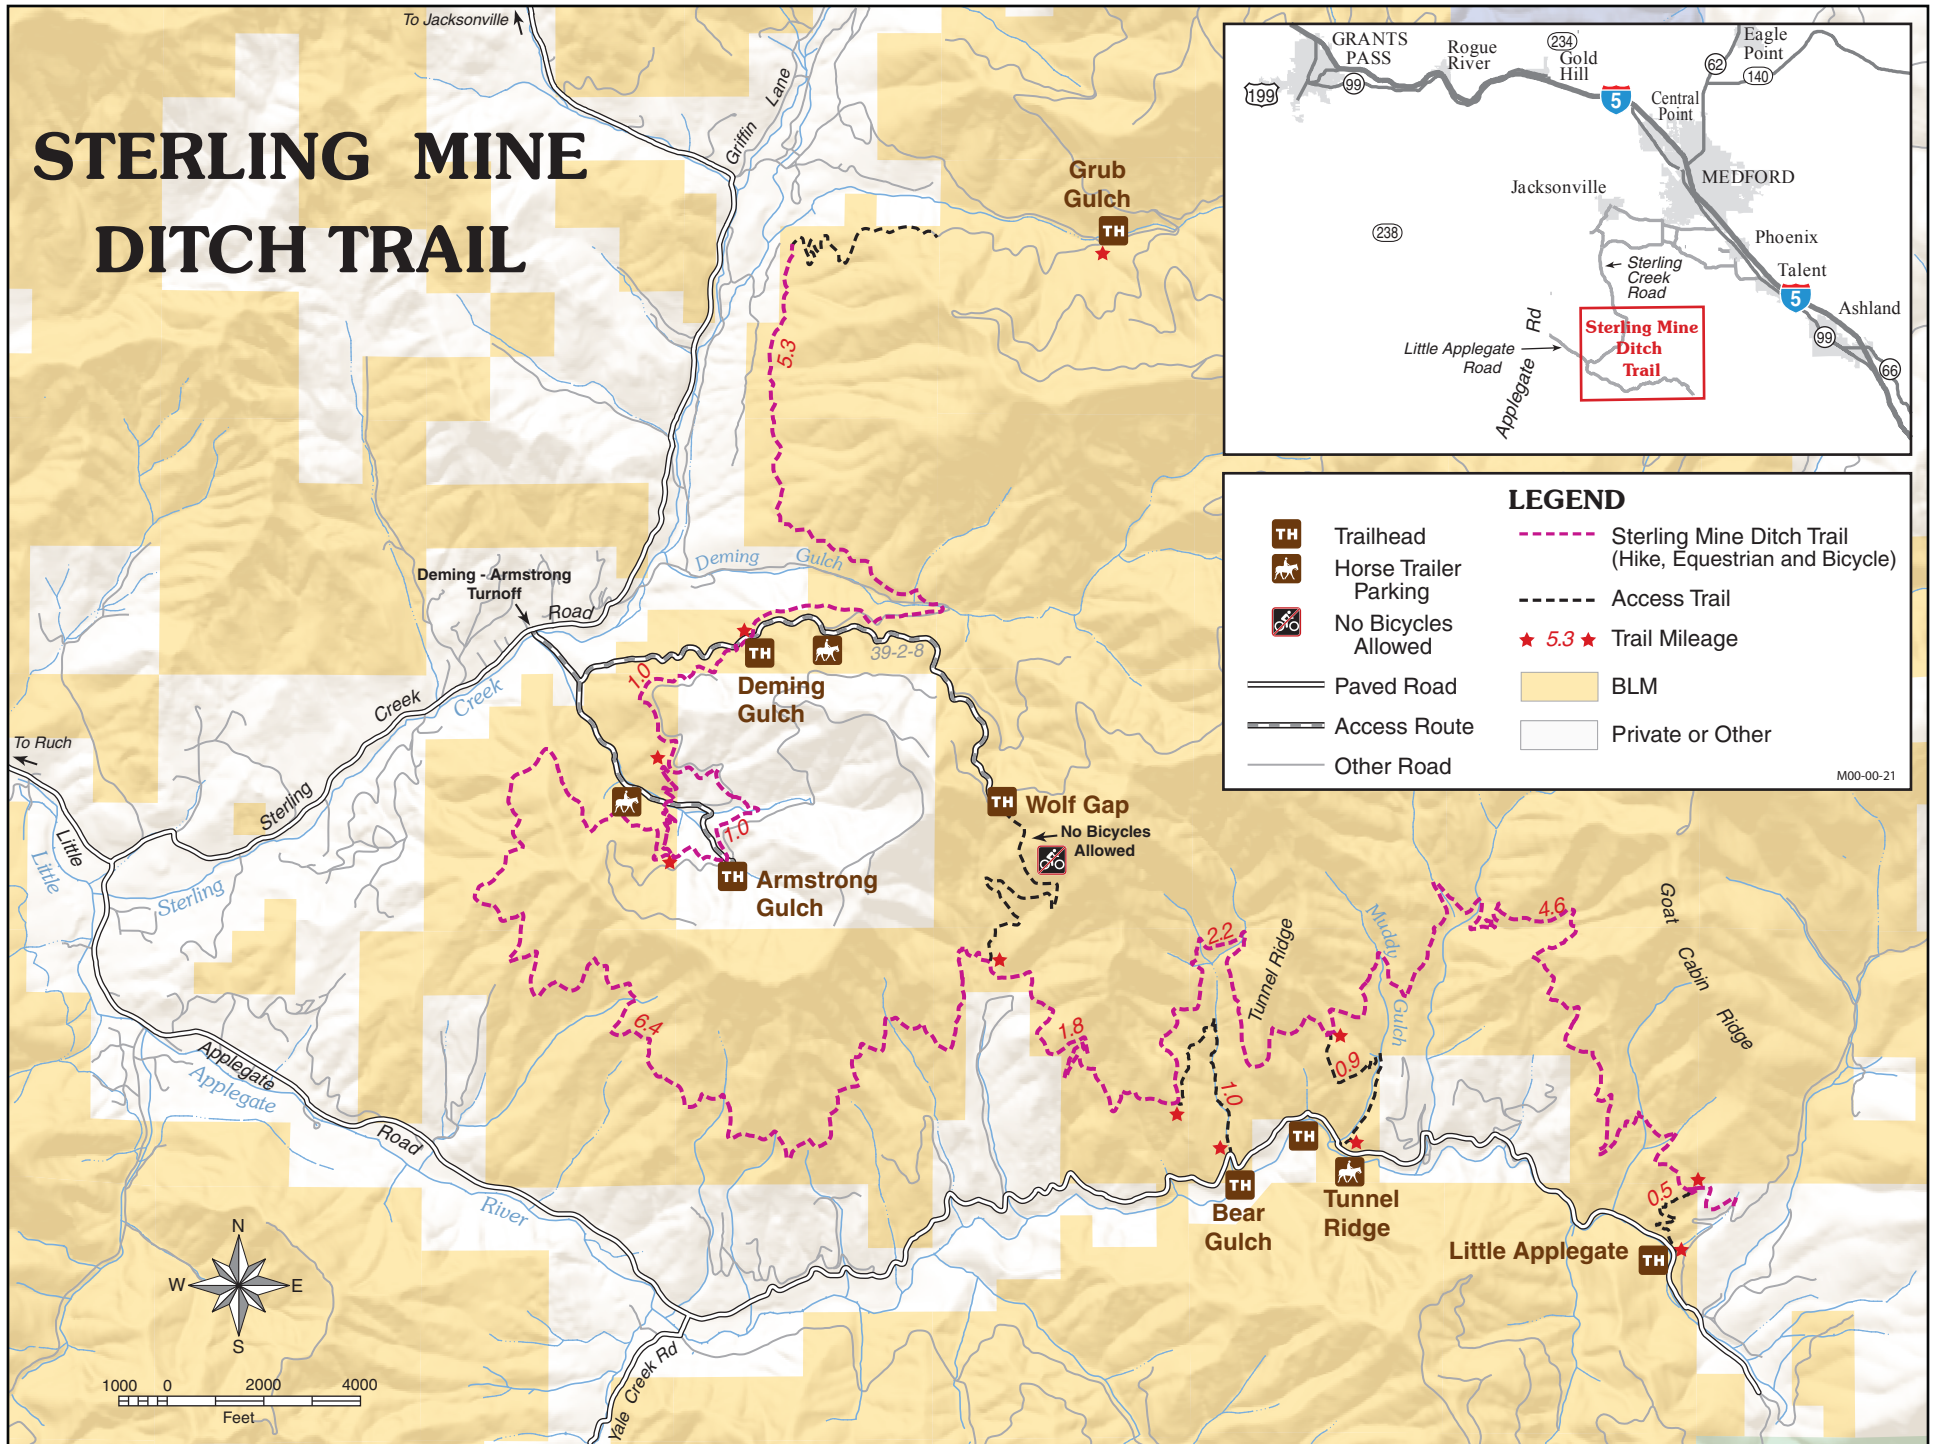 To Jacksonville
STERLING MINE
DITCH TRAIL
Griffin Lane
Grub
Gulch
TH
5.3
GRANTS
PASS
Rogue
River
234
Gold
Hill
Eagle
Point
62
140
199
99
5
Central
Point
MEDFORD
Jacksonville
238
Phoenix
Sterling
Creek
Road
Talent
5
Ashland
99
66
Applegate Rd
Little Applegate
Road
Sterling Mine
Ditch
Trail
LEGEND
TH Trailhead
Horse Trailer
Parking
No Bicycles
Allowed
Paved Road
Access Route
Other Road
Sterling Mine Ditch Trail
(Hike, Equestrian and Bicycle)
Access Trail
5.3 Trail Mileage
BLM
Private or Other
M00-00-21
Deming Gulch
Deming - Armstrong
Turnoff
Sterling Creek Road
Sterling Creek
39-2-8
TH
Deming
Gulch
1.0
To Ruch
TH
Wolf Gap
No Bicycles
Allowed
1.0
TH
Armstrong
Gulch
Little Applegate Road
Little Applegate River
6.4
1.8
2.2
Tunnel Ridge
Muddy Gulch
4.6
Goat Cabin Ridge
0.9
1.0
TH
TH
Bear
Gulch
Tunnel
Ridge
0.5
Little Applegate
TH
Yale Creek Rd
N
W
E
S
1000 0 2000 4000
Feet